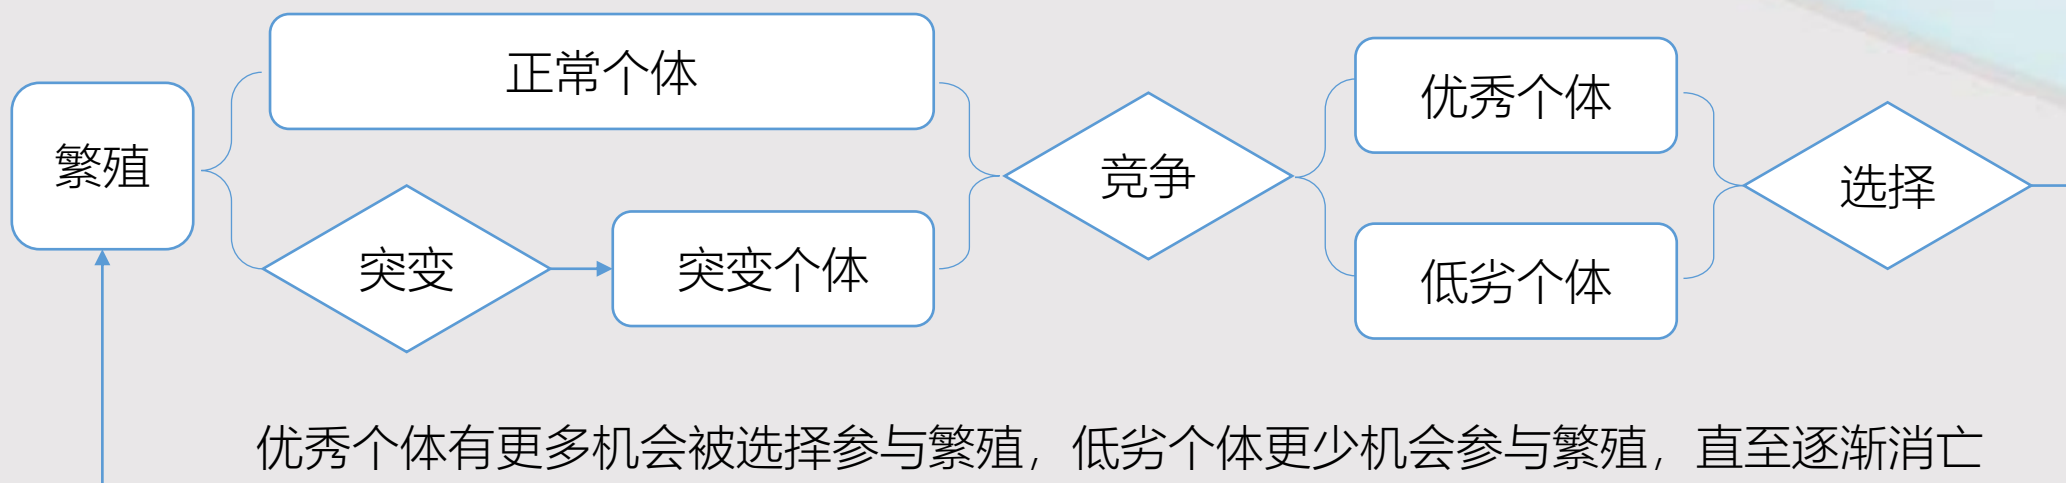 正常个体
繁殖
突变
突变个体
竞争
优秀个体
低劣个体
选择
优秀个体有更多机会被选择参与繁殖，低劣个体更少机会参与繁殖，直至逐渐消亡